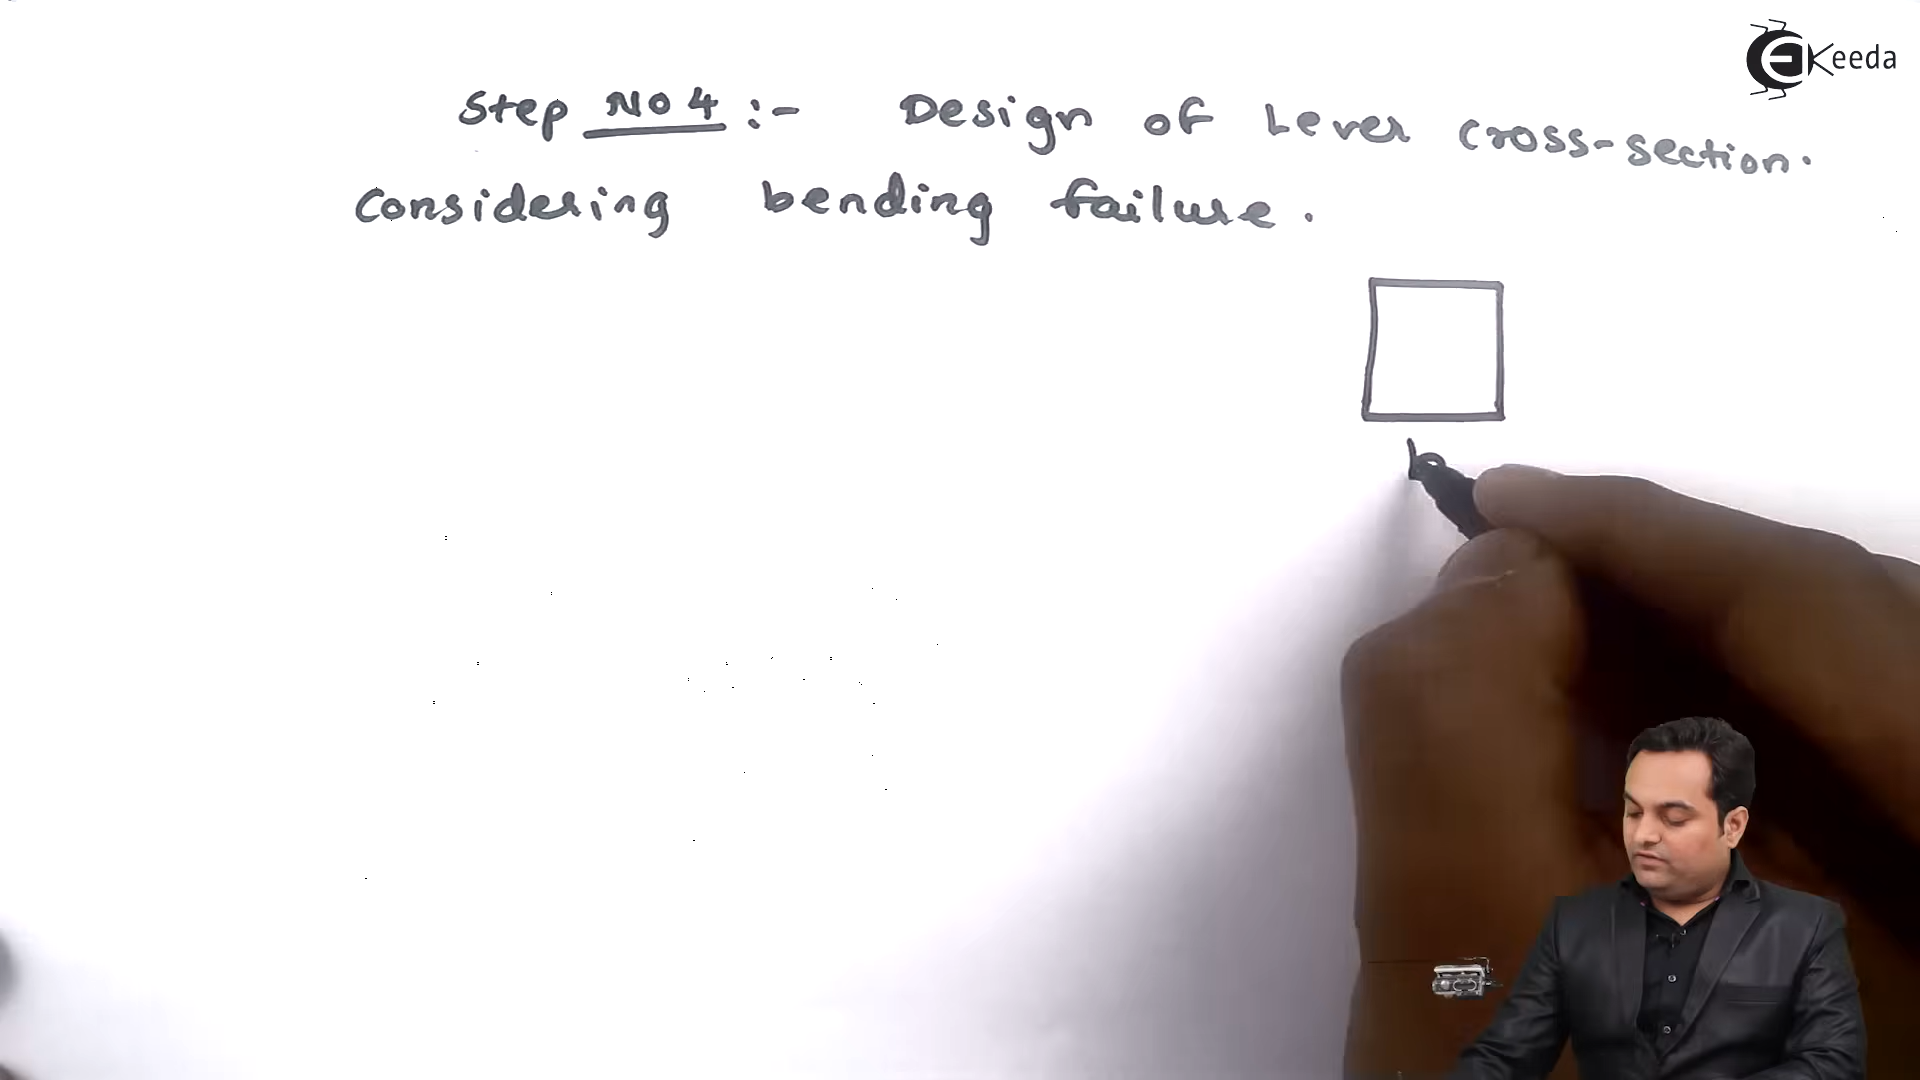 EKeeda
Step No 4 :- Design of Lever cross-section.
Considering bending failure.
b